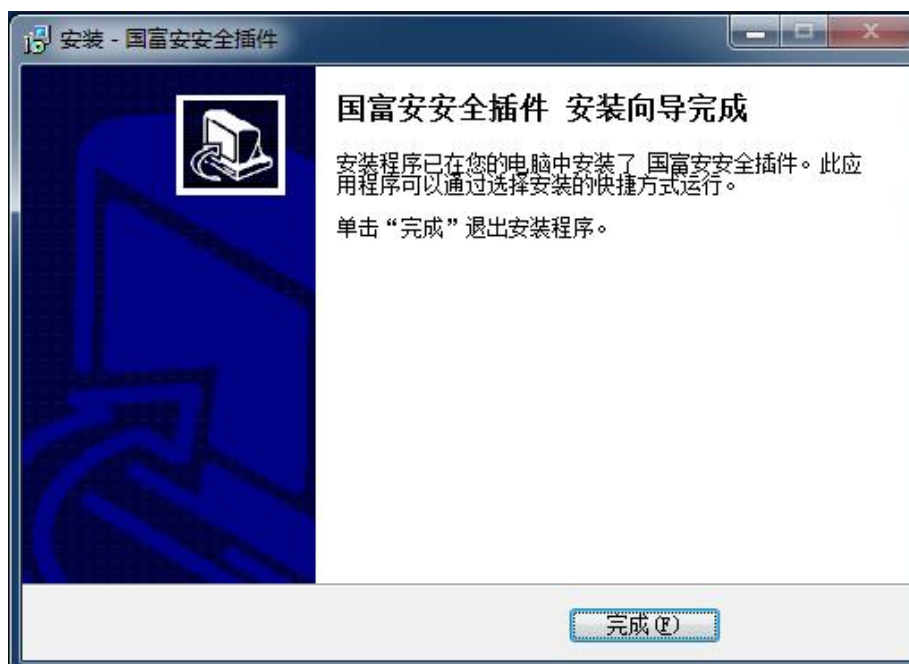 安装 - 国富安安全插件
国富安安全插件 安装向导完成
安装程序已在您的电脑中安装了 国富安安全插件。此应
用程序可以通过选择安装的快捷方式运行。
单击“完成”退出安装程序。
完成(F)